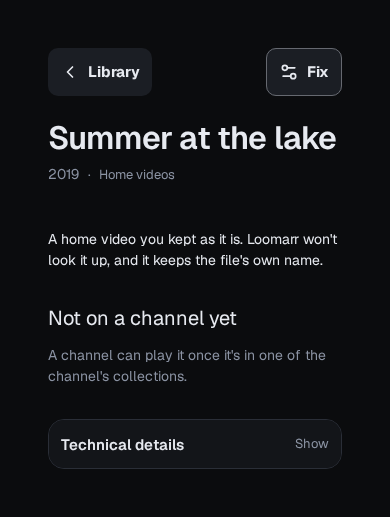 Library
Fix
Summer at the lake
2019 · Home videos
A home video you kept as it is. Loomarr won't
look it up, and it keeps the file's own name.
Not on a channel yet
A channel can play it once it's in one of the
channel's collections.
Technical details
Show